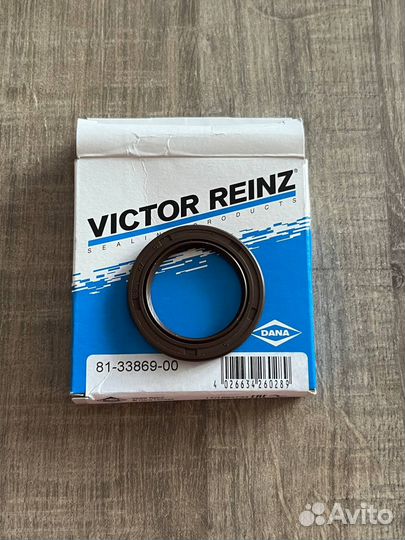 VICTOR REINZ®
SEALING PRODUCTS
DANA
81-33869-00
4 026634 260289
Avito